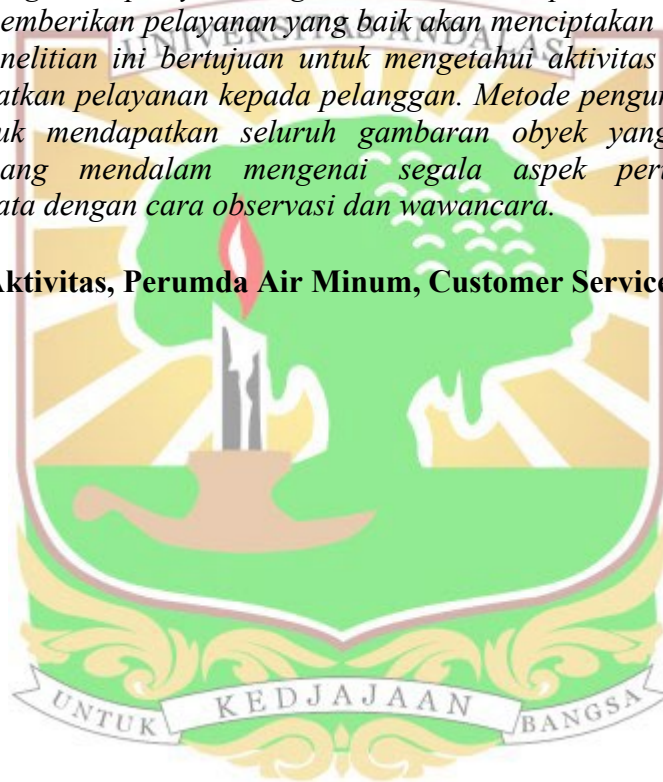 memberikan pelayanan yang baik akan menciptakan
UNIVERSITAS ANDALAS
nelitian ini bertujuan untuk mengetahui aktivitas
atkan pelayanan kepada pelanggan. Metode pengu
uk mendapatkan seluruh gambaran obyek yang
ang mendalam mengenai segala aspek per
ata dengan cara observasi dan wawancara.
Aktivitas, Perumda Air Minum, Customer Service
UNTUK KEDJAJAAN BANGSA